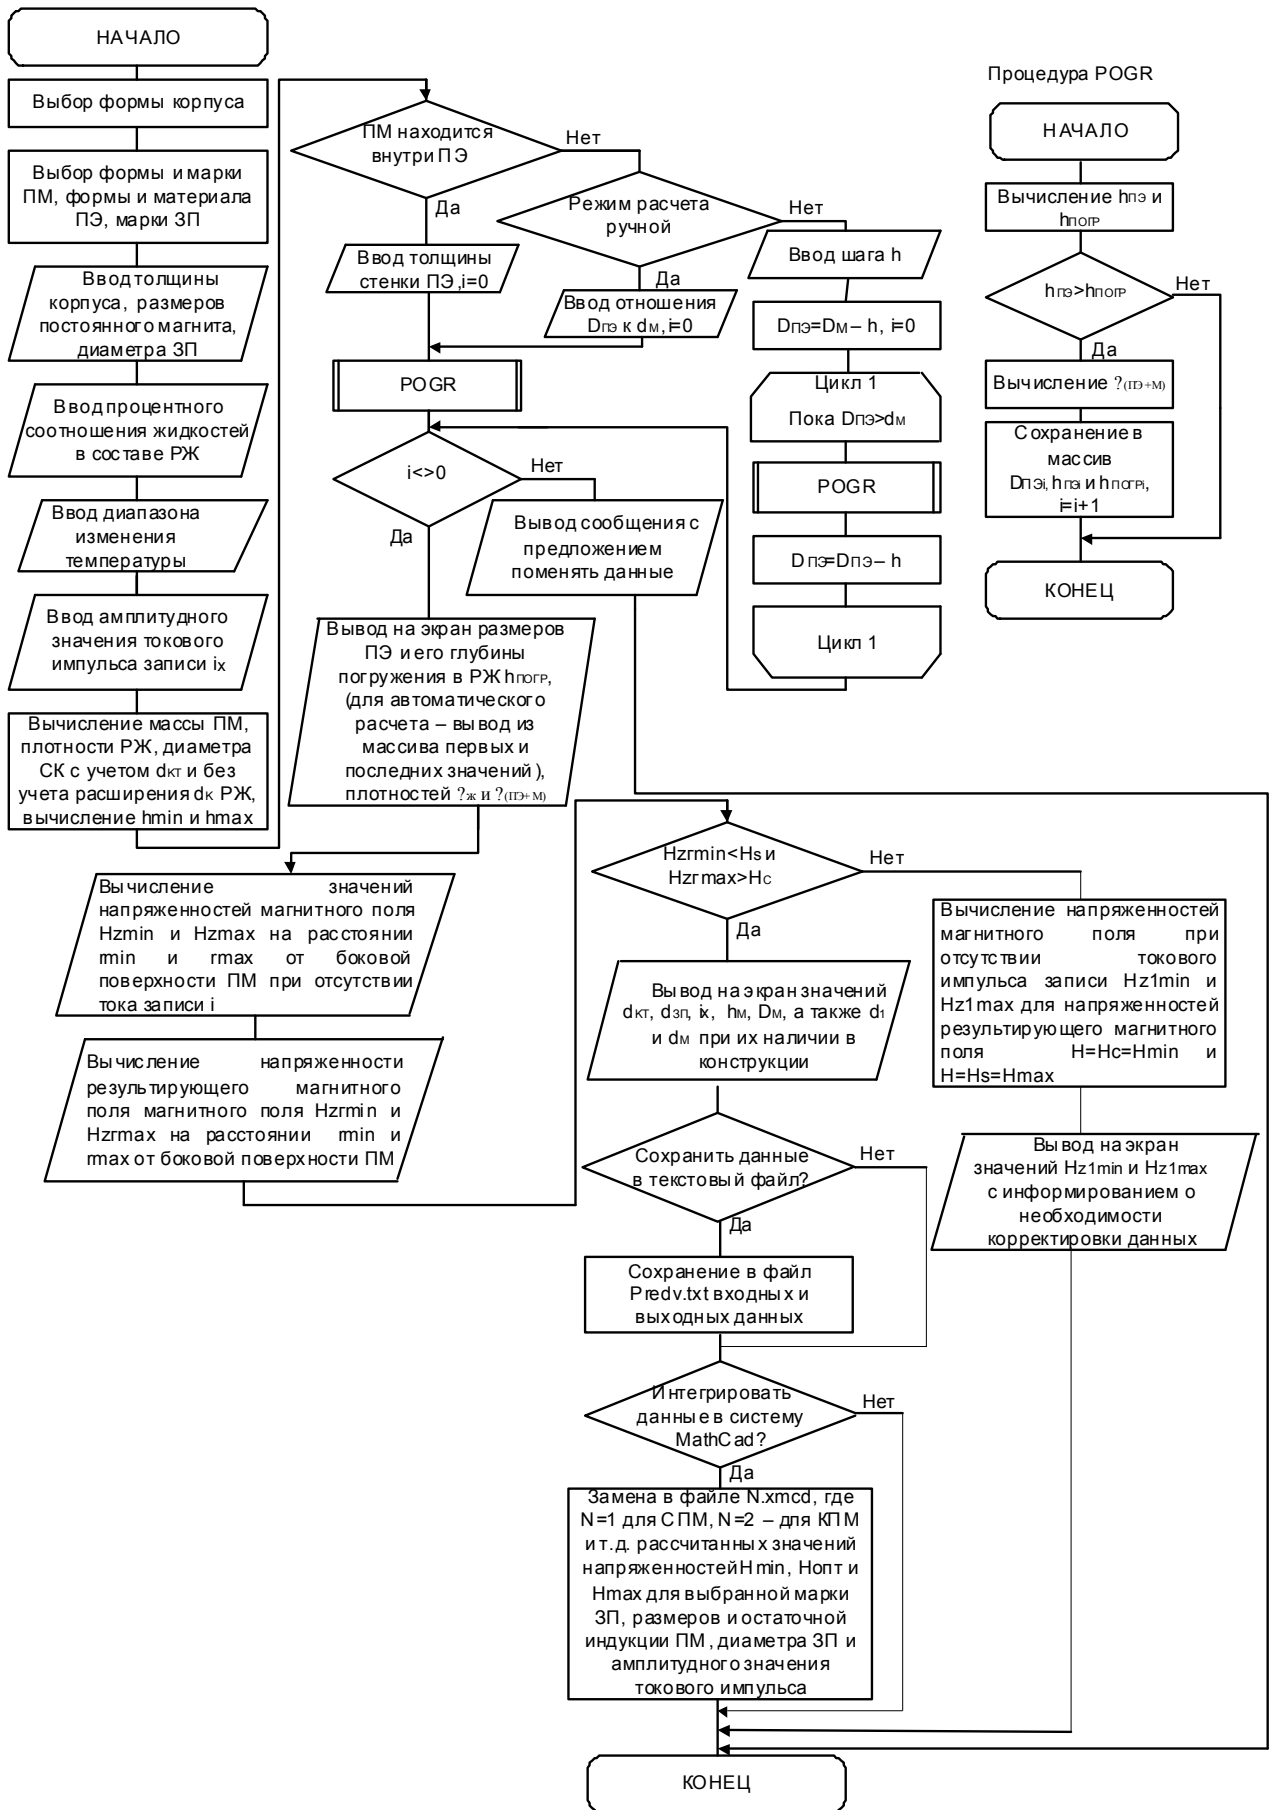 НАЧАЛО
Выбор формы корпуса
Выбор формы и марки
ПМ, формы и материала
ПЭ, марки ЗП
Ввод толщины
корпуса, размеров
постоянного магнита,
диаметра ЗП
Ввод процентного
соотношения жидкостей
в составе РЖ
Ввод диапазона
изменения
температуры
Ввод амплитудного
значения токового
импульса записи iх
Вычисление массы ПМ,
плотности РЖ, диаметра
СК с учетом dкт и без
учета расширения dк РЖ,
вычисление hmin и hmax
ПМ находится
внутри ПЭ
Нет
Да
Режим расчета
ручной
Нет
Да
Ввод толщины
стенки ПЭ,i=0
Ввод отношения
DПЭ к dМ, i=0
POGR
i<>0
Нет
Да
Вывод сообщения с
предложением
поменять данные
Ввод шага h
DПЭ=DМ – h, i=0
Цикл 1
Пока DПЭ>dМ
POGR
DПЭ=DПЭ – h
Цикл 1
Процедура POGR
НАЧАЛО
Вычисление hПЭ и
hПОГР
hПЭ>hПОГР
Нет
Да
Вычисление ?(ПЭ+М)
Сохранение в
массив
DПЭi, hПЭi и hПОГРi,
i=i+1
КОНЕЦ
Вывод на экран размеров
ПЭ и его глубины
погружения в РЖ hПОГР,
(для автоматического
расчета – вывод из
массива первых и
последних значений),
плотностей ?ж и ?(ПЭ+М)
Вычисление значений
напряженностей магнитного поля
Hzmin и Hzmax на расстоянии
rmin и rmax от боковой
поверхности ПМ при отсутствии
тока записи i
Вычисление напряженности
результирующего магнитного
поля магнитного поля Hzrmin и
Hzrmax на расстоянии rmin и
rmax от боковой поверхности ПМ
Hzrmin<Hs и
Hzrmax>Hc
Нет
Да
Вывод на экран значений
dКТ, dЗП, iх, hМ, DМ, а также d1
и dМ при их наличии в
конструкции
Вычисление напряженностей
магнитного поля при
отсутствии токового
импульса записи Hz1min и
Hz1max для напряженностей
результирующего магнитного
поля H=Hc=Hmin и
H=Hs=Hmax
Вывод на экран
значений Hz1min и Hz1max
с информированием о
необходимости
корректировки данных
Сохранить данные
в текстовый файл?
Нет
Да
Сохранение в файл
Predv.txt входных и
выходных данных
Интегрировать
данные в систему
MathCad?
Нет
Да
Замена в файле N.xmcd, где
N=1 для СПМ, N=2 – для КПМ
и т.д. рассчитанных значений
напряженностей Hmin, Нопт и
Hmax для выбранной марки
ЗП, размеров и остаточной
индукции ПМ, диаметра ЗП и
амплитудного значения
токового импульса
КОНЕЦ